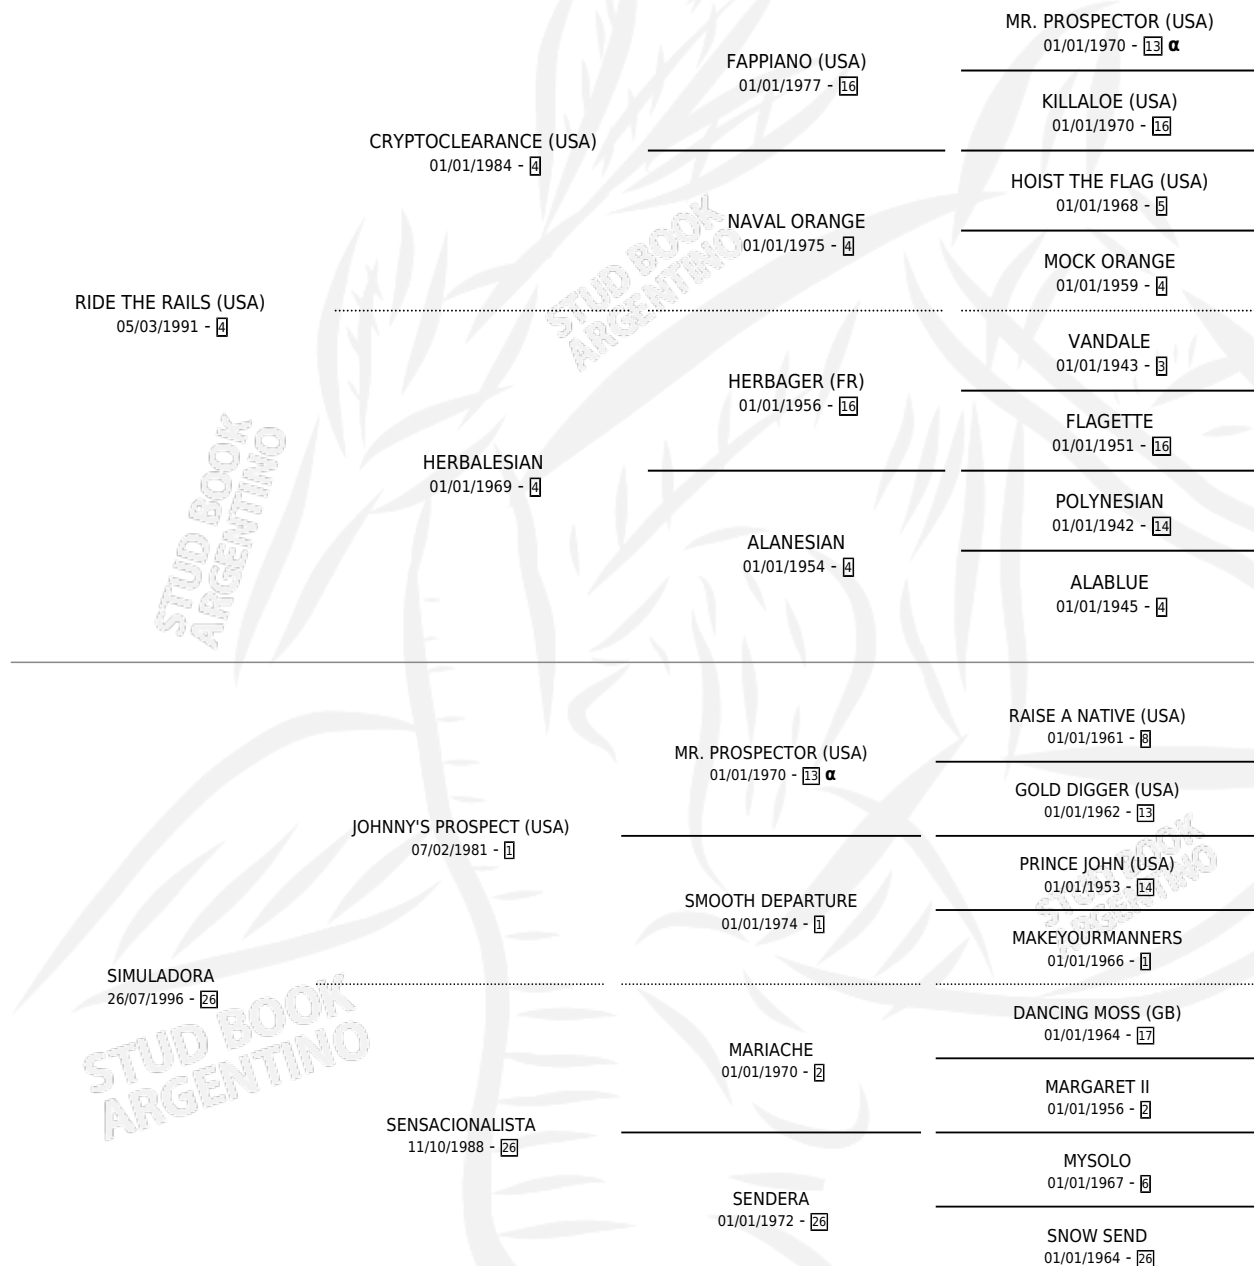 MR. PROSPECTOR (USA)
01/01/1970 - 13 α
FAPPIANO (USA)
01/01/1977 - 16
KILLALOE (USA)
01/01/1970 - 16
CRYPTOCLEARANCE (USA)
01/01/1984 - 4
HOIST THE FLAG (USA)
01/01/1968 - 5
NAVAL ORANGE
01/01/1975 - 4
MOCK ORANGE
01/01/1959 - 4
RIDE THE RAILS (USA)
05/03/1991 - 4
VANDALE
01/01/1943 - 3
HERBAGER (FR)
01/01/1956 - 16
FLAGETTE
01/01/1951 - 16
HERBALESIAN
01/01/1969 - 4
POLYNESIAN
01/01/1942 - 14
ALANESIAN
01/01/1954 - 4
ALABLUE
01/01/1945 - 4
STUD BOOK
ARGENTINO
STUD BOOK
ARGENTINO
RAISE A NATIVE (USA)
01/01/1961 - 8
MR. PROSPECTOR (USA)
01/01/1970 - 13 α
GOLD DIGGER (USA)
01/01/1962 - 13
JOHNNY'S PROSPECT (USA)
07/02/1981 - 1
PRINCE JOHN (USA)
01/01/1953 - 14
SMOOTH DEPARTURE
01/01/1974 - 1
MAKEYOURMANNERS
01/01/1966 - 1
SIMULADORA
26/07/1996 - 26
DANCING MOSS (GB)
01/01/1964 - 17
MARIACHE
01/01/1970 - 2
MARGARET II
01/01/1956 - 2
SENSACIONALISTA
11/10/1988 - 26
MYSOLO
01/01/1967 - 6
SENDERA
01/01/1972 - 26
SNOW SEND
01/01/1964 - 26
STUD BOOK
ARGENTINO
STUD BOOK
ARGENTINO